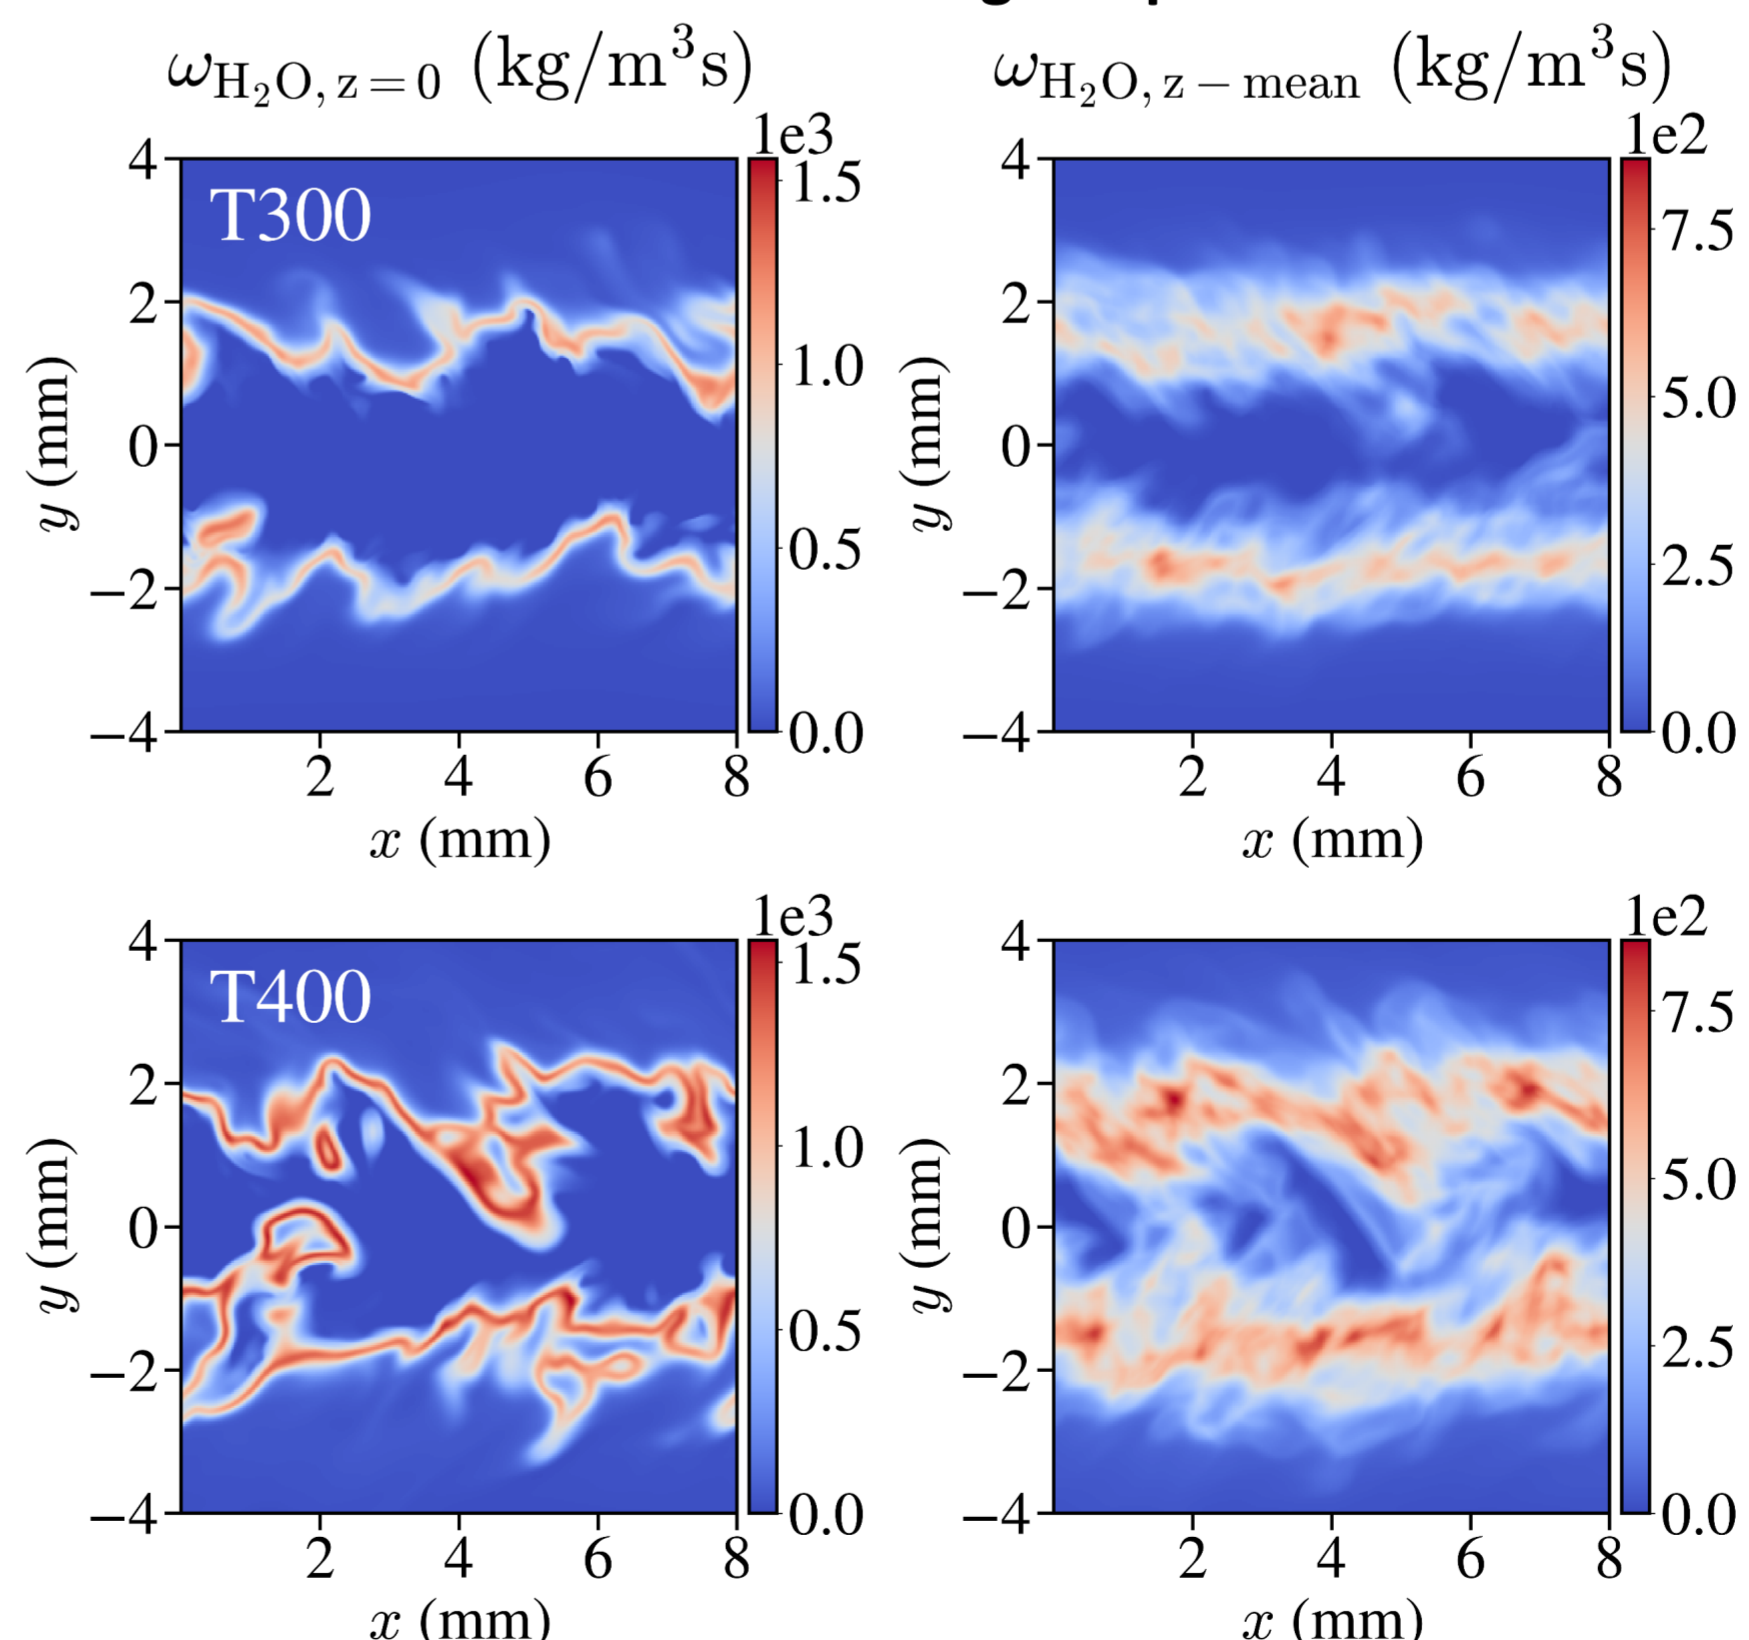 ω_H₂O, z = 0 (kg/m³s) ω_H₂O, z − mean (kg/m³s)
1e3 1e2
T300
4 2 0 −2 −4
y (mm)
2 4 6 8
x (mm)
1.5 1.0 0.5 0.0
4 2 0 −2 −4
y (mm)
2 4 6 8
x (mm)
7.5 5.0 2.5 0.0
1e3 1e2
T400
4 2 0 −2 −4
y (mm)
2 4 6 8
x (mm)
1.5 1.0 0.5 0.0
4 2 0 −2 −4
y (mm)
2 4 6 8
x (mm)
7.5 5.0 2.5 0.0